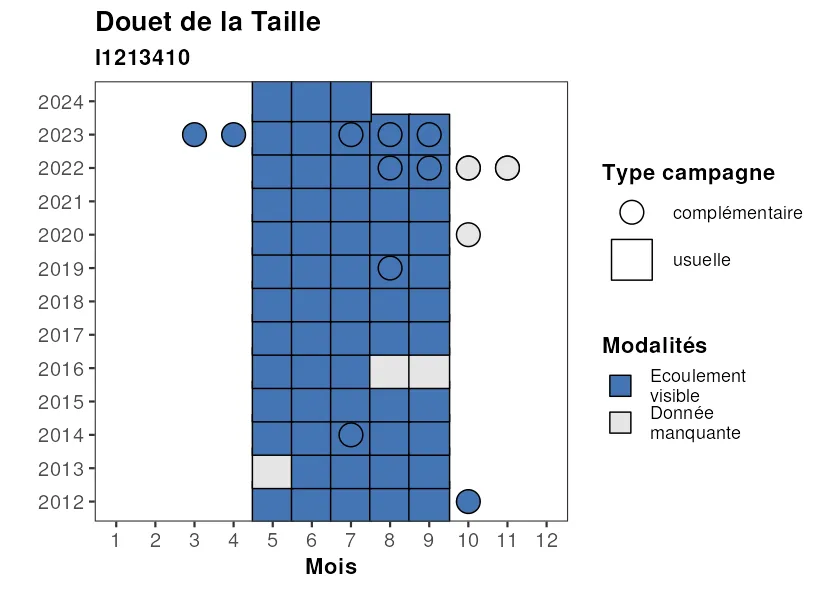 Douet de la Taille
I1213410
2024
2023
2022
2021
2020
2019
2018
2017
2016
2015
2014
2013
2012
1 2 3 4 5 6 7 8 9 10 11 12
Mois
Type campagne
complémentaire
usuelle
Modalités
Ecoulement
visible
Donnée
manquante